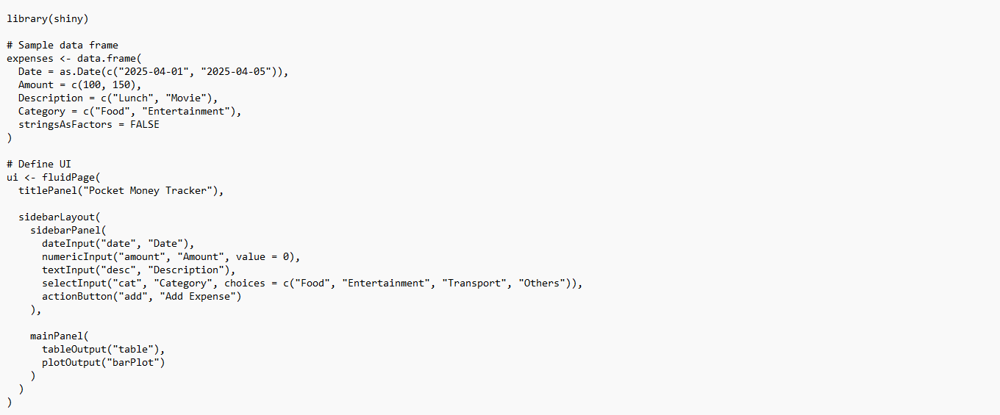 library(shiny)

# Sample data frame
expenses <- data.frame(
  Date = as.Date(c("2025-04-01", "2025-04-05")),
  Amount = c(100, 150),
  Description = c("Lunch", "Movie"),
  Category = c("Food", "Entertainment"),
  stringsAsFactors = FALSE
)

# Define UI
ui <- fluidPage(
  titlePanel("Pocket Money Tracker"),

  sidebarLayout(
    sidebarPanel(
      dateInput("date", "Date"),
      numericInput("amount", "Amount", value = 0),
      textInput("desc", "Description"),
      selectInput("cat", "Category", choices = c("Food", "Entertainment", "Transport", "Others")),
      actionButton("add", "Add Expense")
    ),

    mainPanel(
      tableOutput("table"),
      plotOutput("barPlot")
    )
  )
)